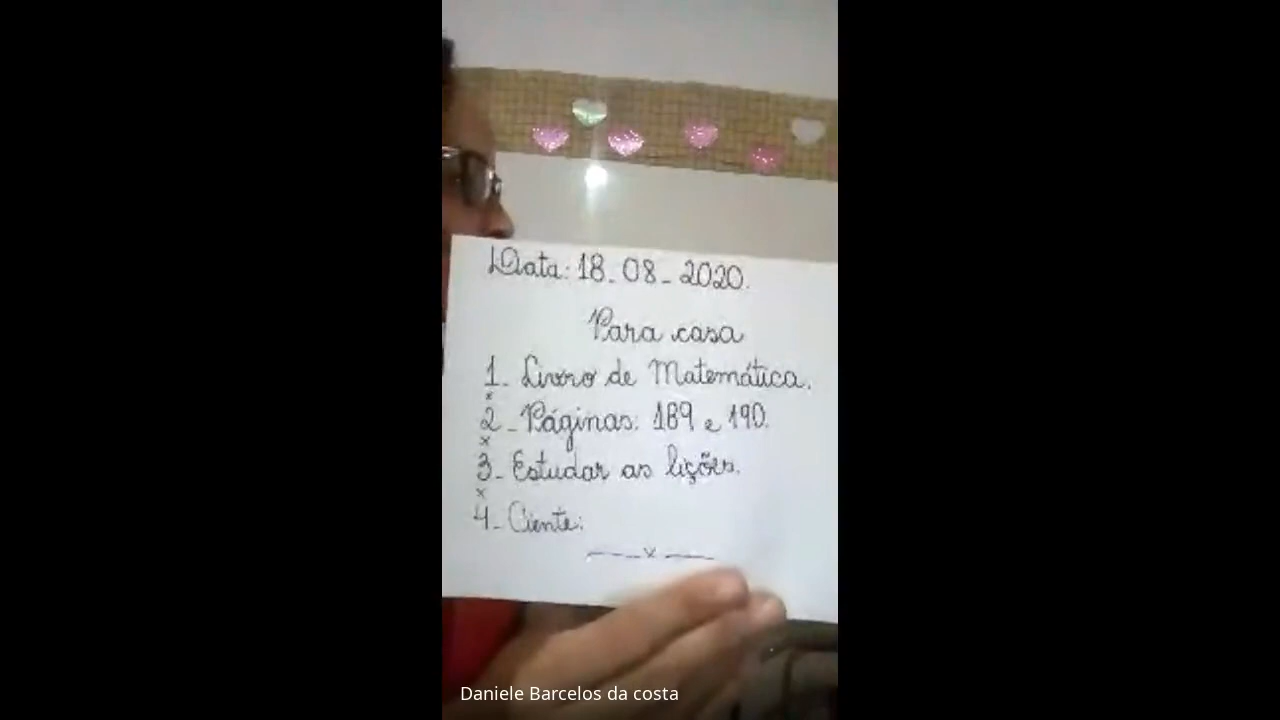 Data: 18-08-2020.
Para casa
1- Livro de Matemática.
x
2- Páginas: 189 e 190.
x
3- Estudar as lições.
x
4- Ciente:
x
Daniele Barcelos da costa